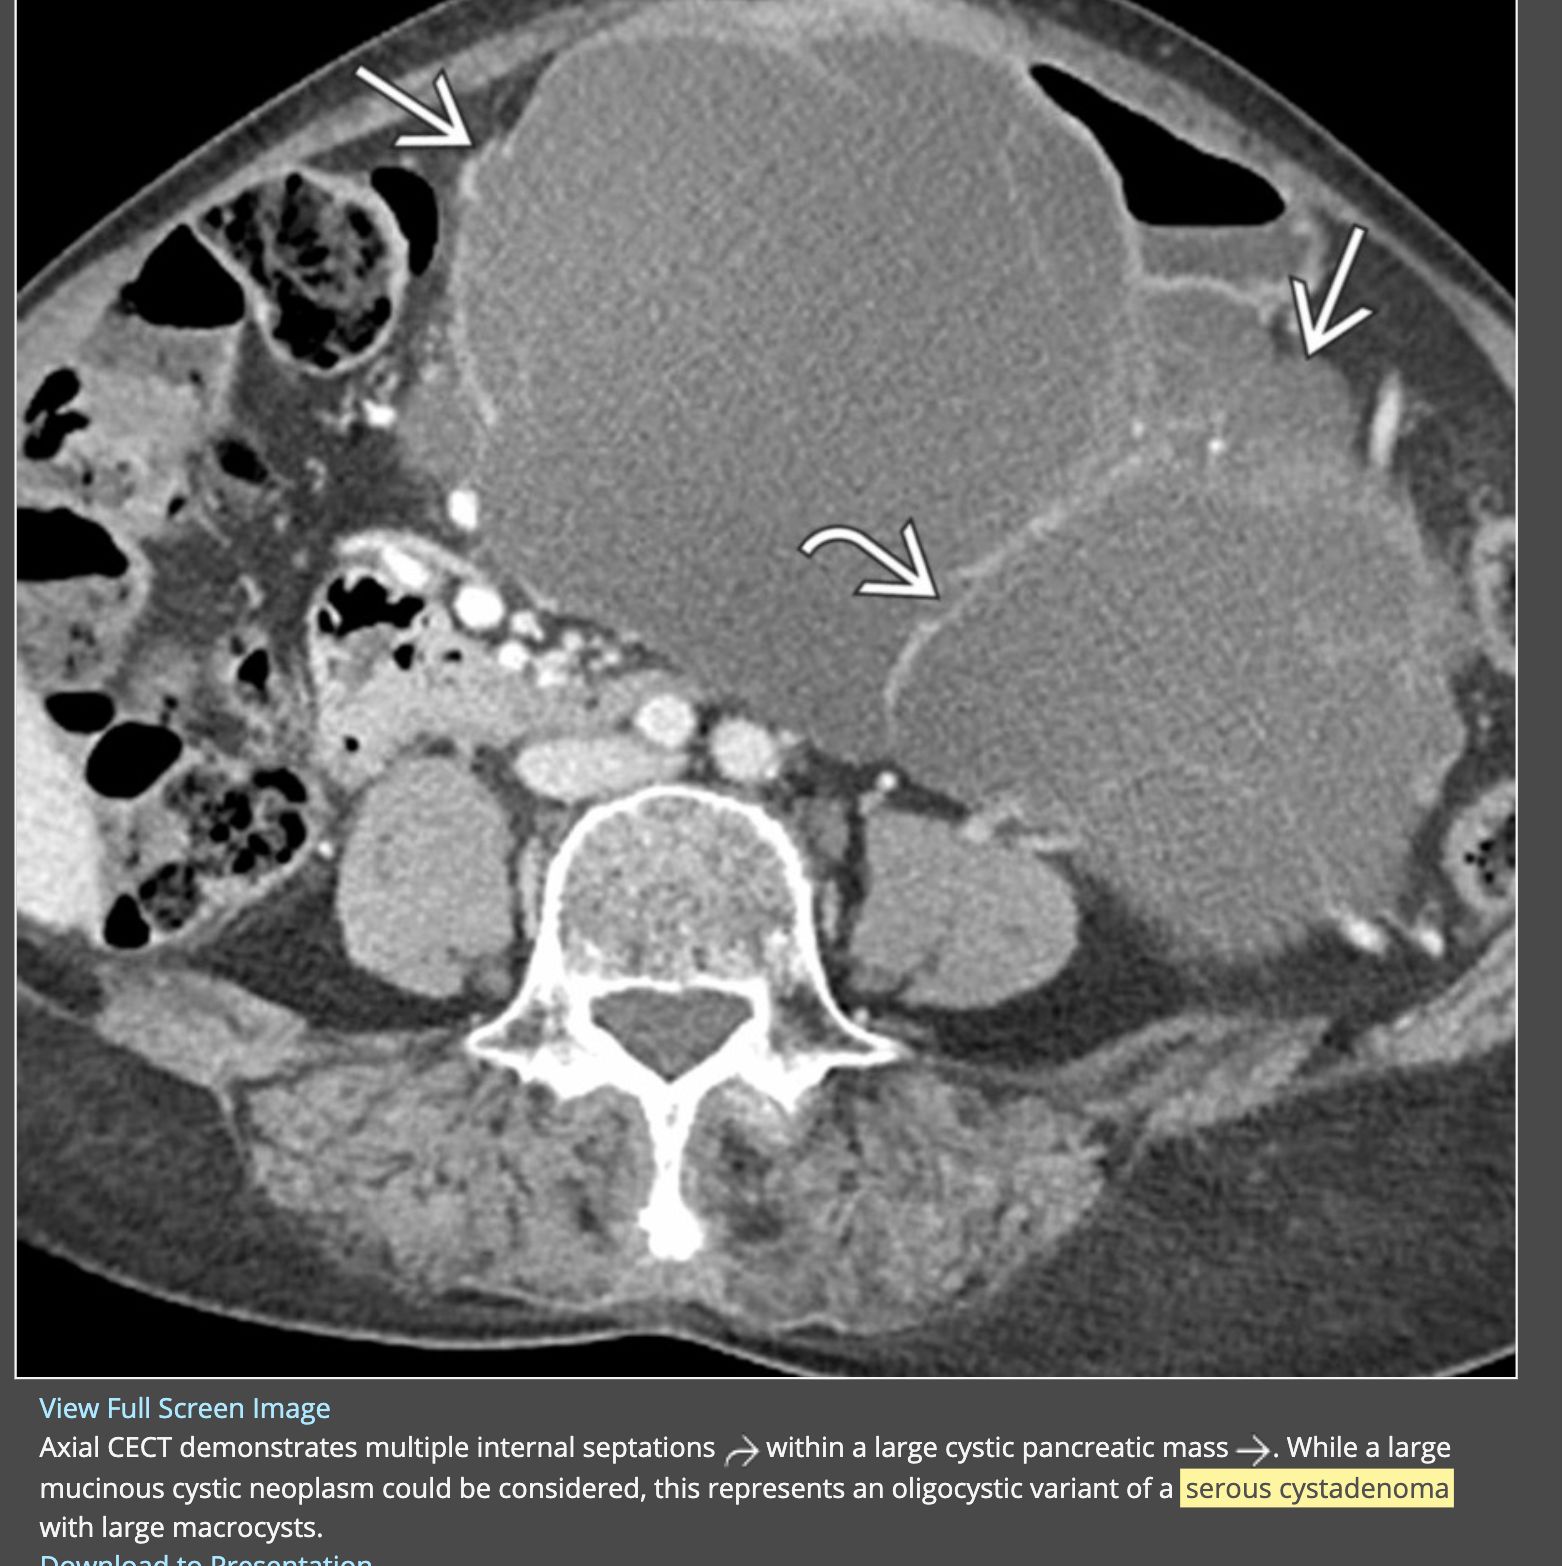 View Full Screen Image
Axial CECT demonstrates multiple internal septations within a large cystic pancreatic mass. While a large
mucinous cystic neoplasm could be considered, this represents an oligocystic variant of a serous cystadenoma
with large macrocysts.
Download to Presentation